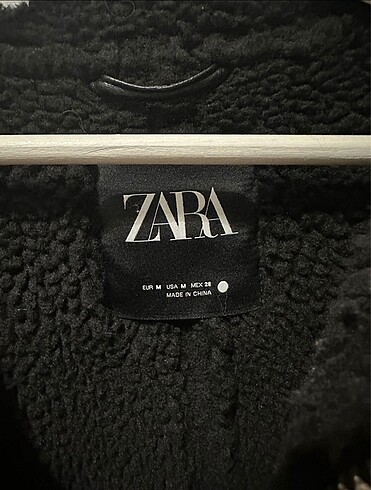 ZARA
EUR M USA M MEX 28
MADE IN CHINA